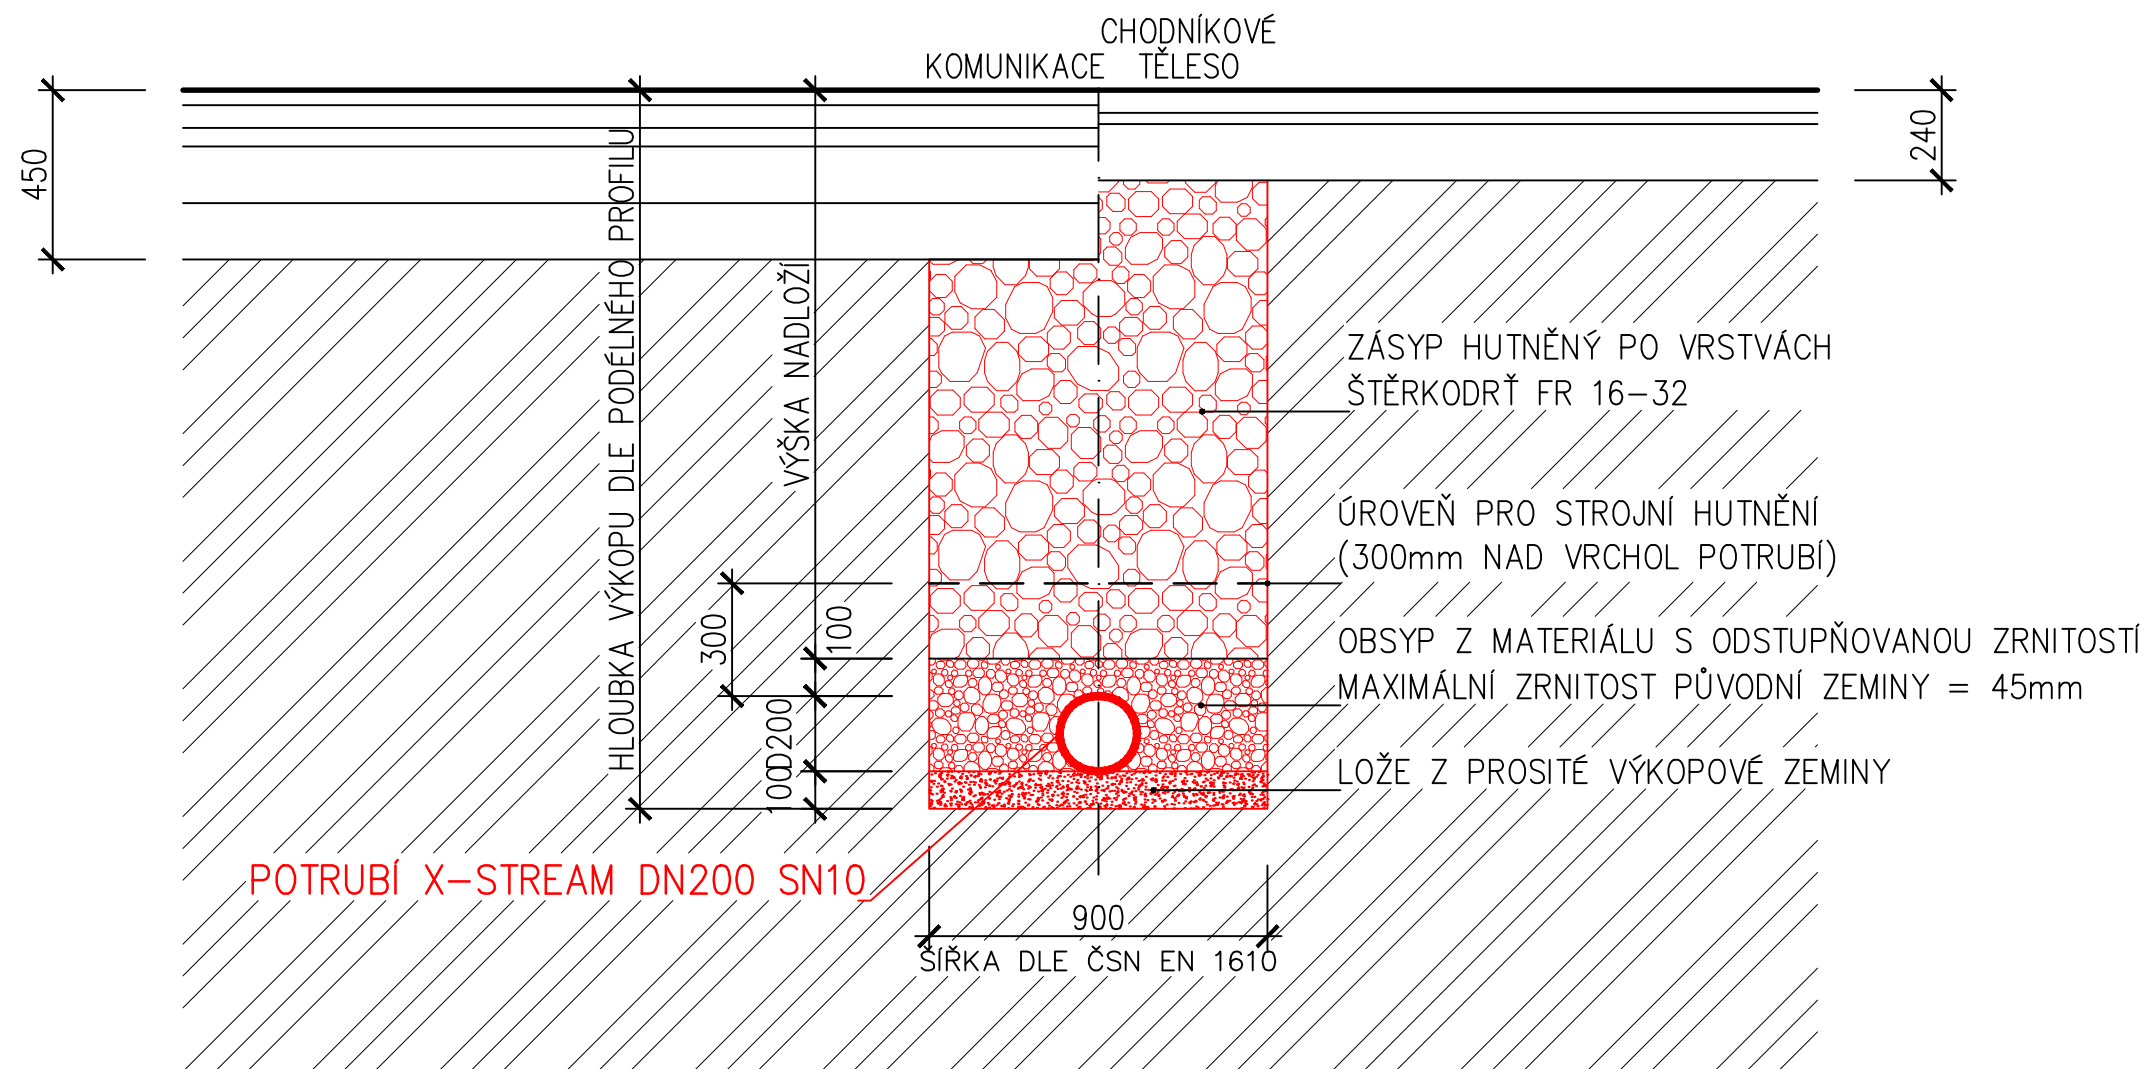 CHODNÍKOVÉ
KOMUNIKACE TĚLESO
450
240
HLOUBKA VÝKOPU DLE PODÉLNÉHO PROFILU
VÝŠKA NADLOŽÍ
ZÁSYP HUTNĚNÝ PO VRSTVÁCH
ŠTĚRKODRŤ FR 16-32
ÚROVEŇ PRO STROJNÍ HUTNĚNÍ
(300mm NAD VRCHOL POTRUBÍ)
300
100
OBSYP Z MATERIÁLU S ODSTUPŇOVANOU ZRNITOSTÍ
MAXIMÁLNÍ ZRNITOST PŮVODNÍ ZEMINY = 45mm
D200
100
LOŽE Z PROSITÉ VÝKOPOVÉ ZEMINY
POTRUBÍ X-STREAM DN200 SN10
900
ŠÍŘKA DLE ČSN EN 1610